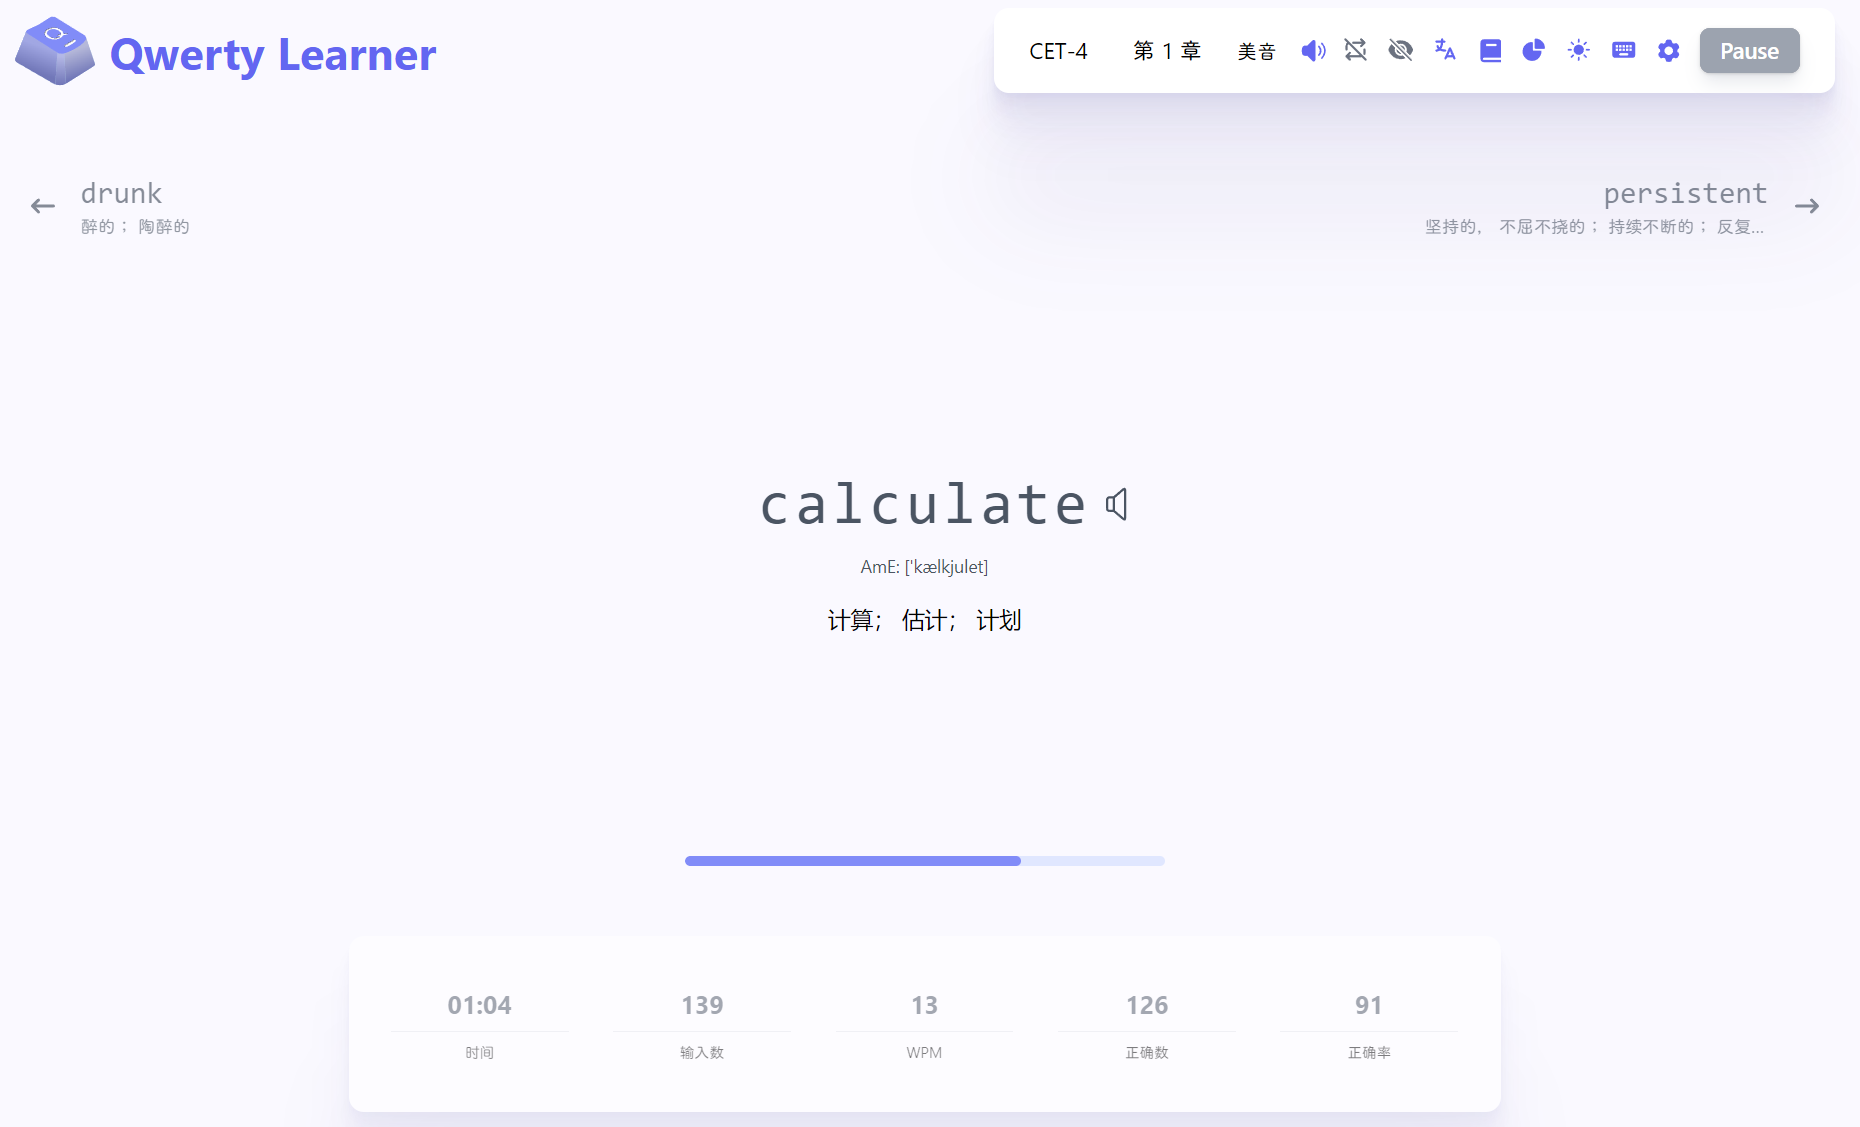 Qwerty Learner
CET-4 第 1 章 美音 Pause
drunk
醉的； 陶醉的
persistent
坚持的， 不屈不挠的； 持续不断的； 反复...
calculate
AmE: ['kælkjulet]
计算； 估计； 计划
01:04 139 13 126 91
时间 输入数 WPM 正确数 正确率